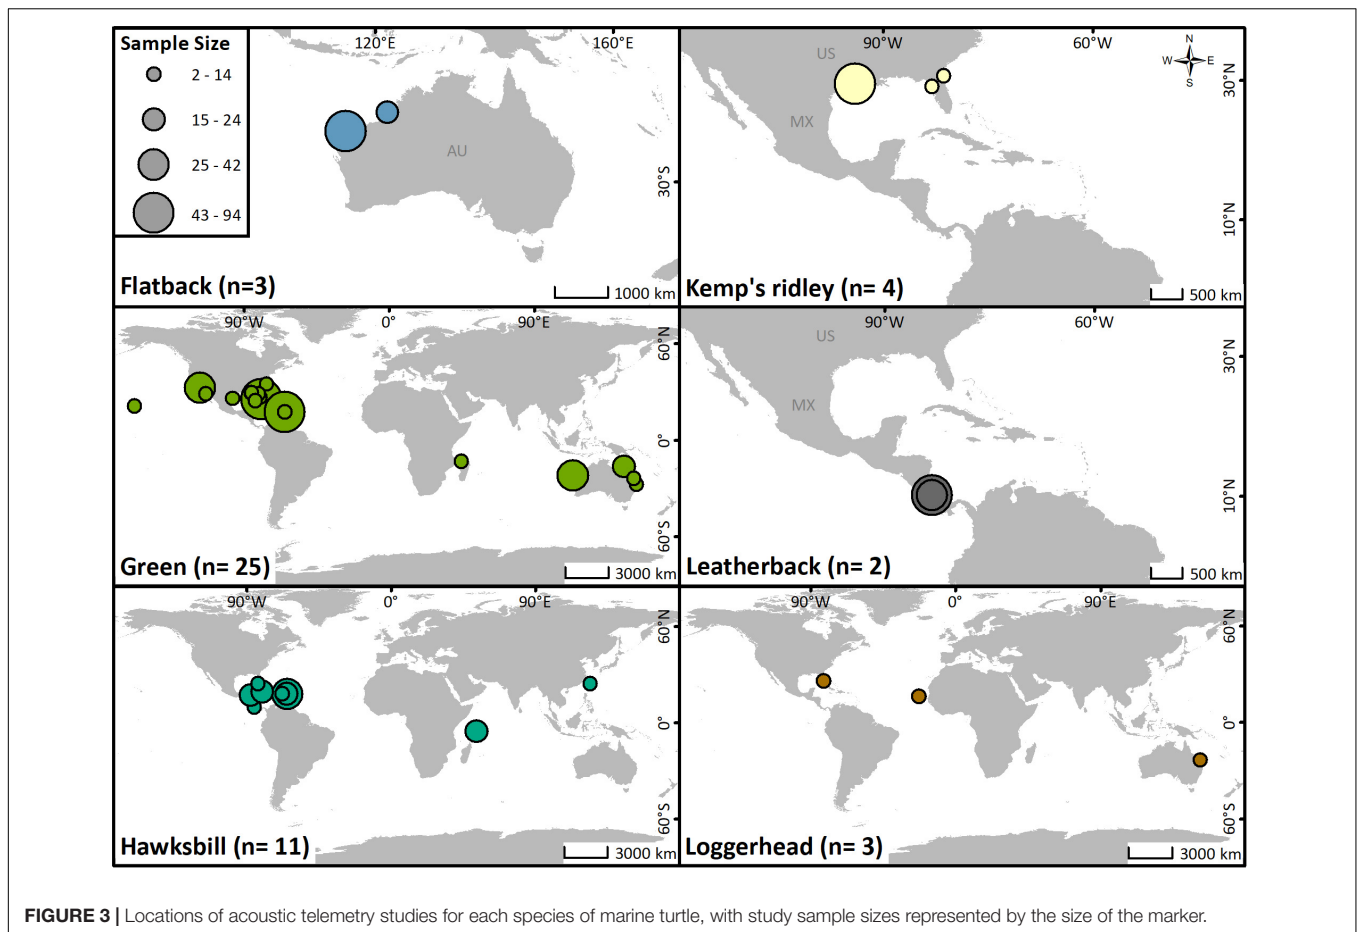 Sample Size
2 - 14
15 - 24
25 - 42
43 - 94
120°E
160°E
AU
30°S
Flatback (n=3)
1000 km
90°W
60°W
N
W E
S
US
MX
30°N
10°N
Kemp's ridley (n= 4)
500 km
90°W
0°
90°E
60°N
0°
60°S
Green (n= 25)
3000 km
90°W
60°W
US
MX
30°N
10°N
Leatherback (n= 2)
500 km
90°W
0°
90°E
60°N
0°
60°S
Hawksbill (n= 11)
3000 km
90°W
0°
90°E
60°N
0°
60°S
Loggerhead (n= 3)
3000 km
FIGURE 3 | Locations of acoustic telemetry studies for each species of marine turtle, with study sample sizes represented by the size of the marker.